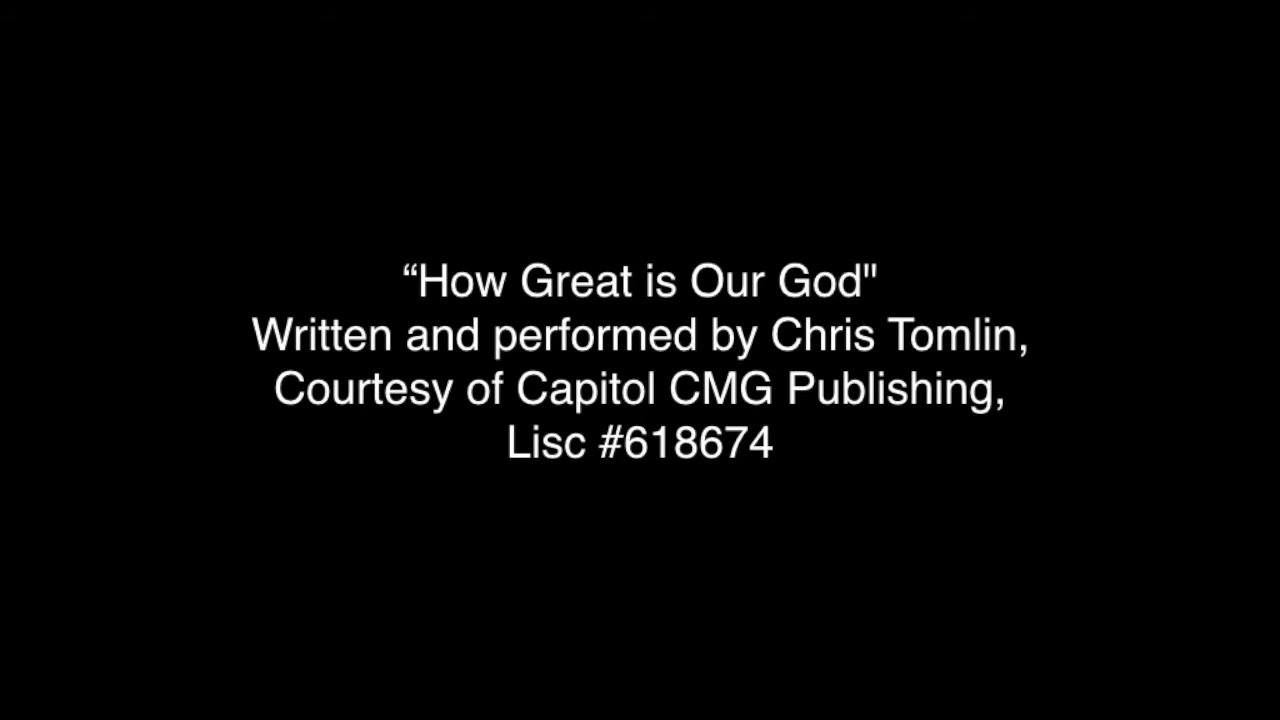 “How Great is Our God"
Written and performed by Chris Tomlin,
Courtesy of Capitol CMG Publishing,
Lisc #618674